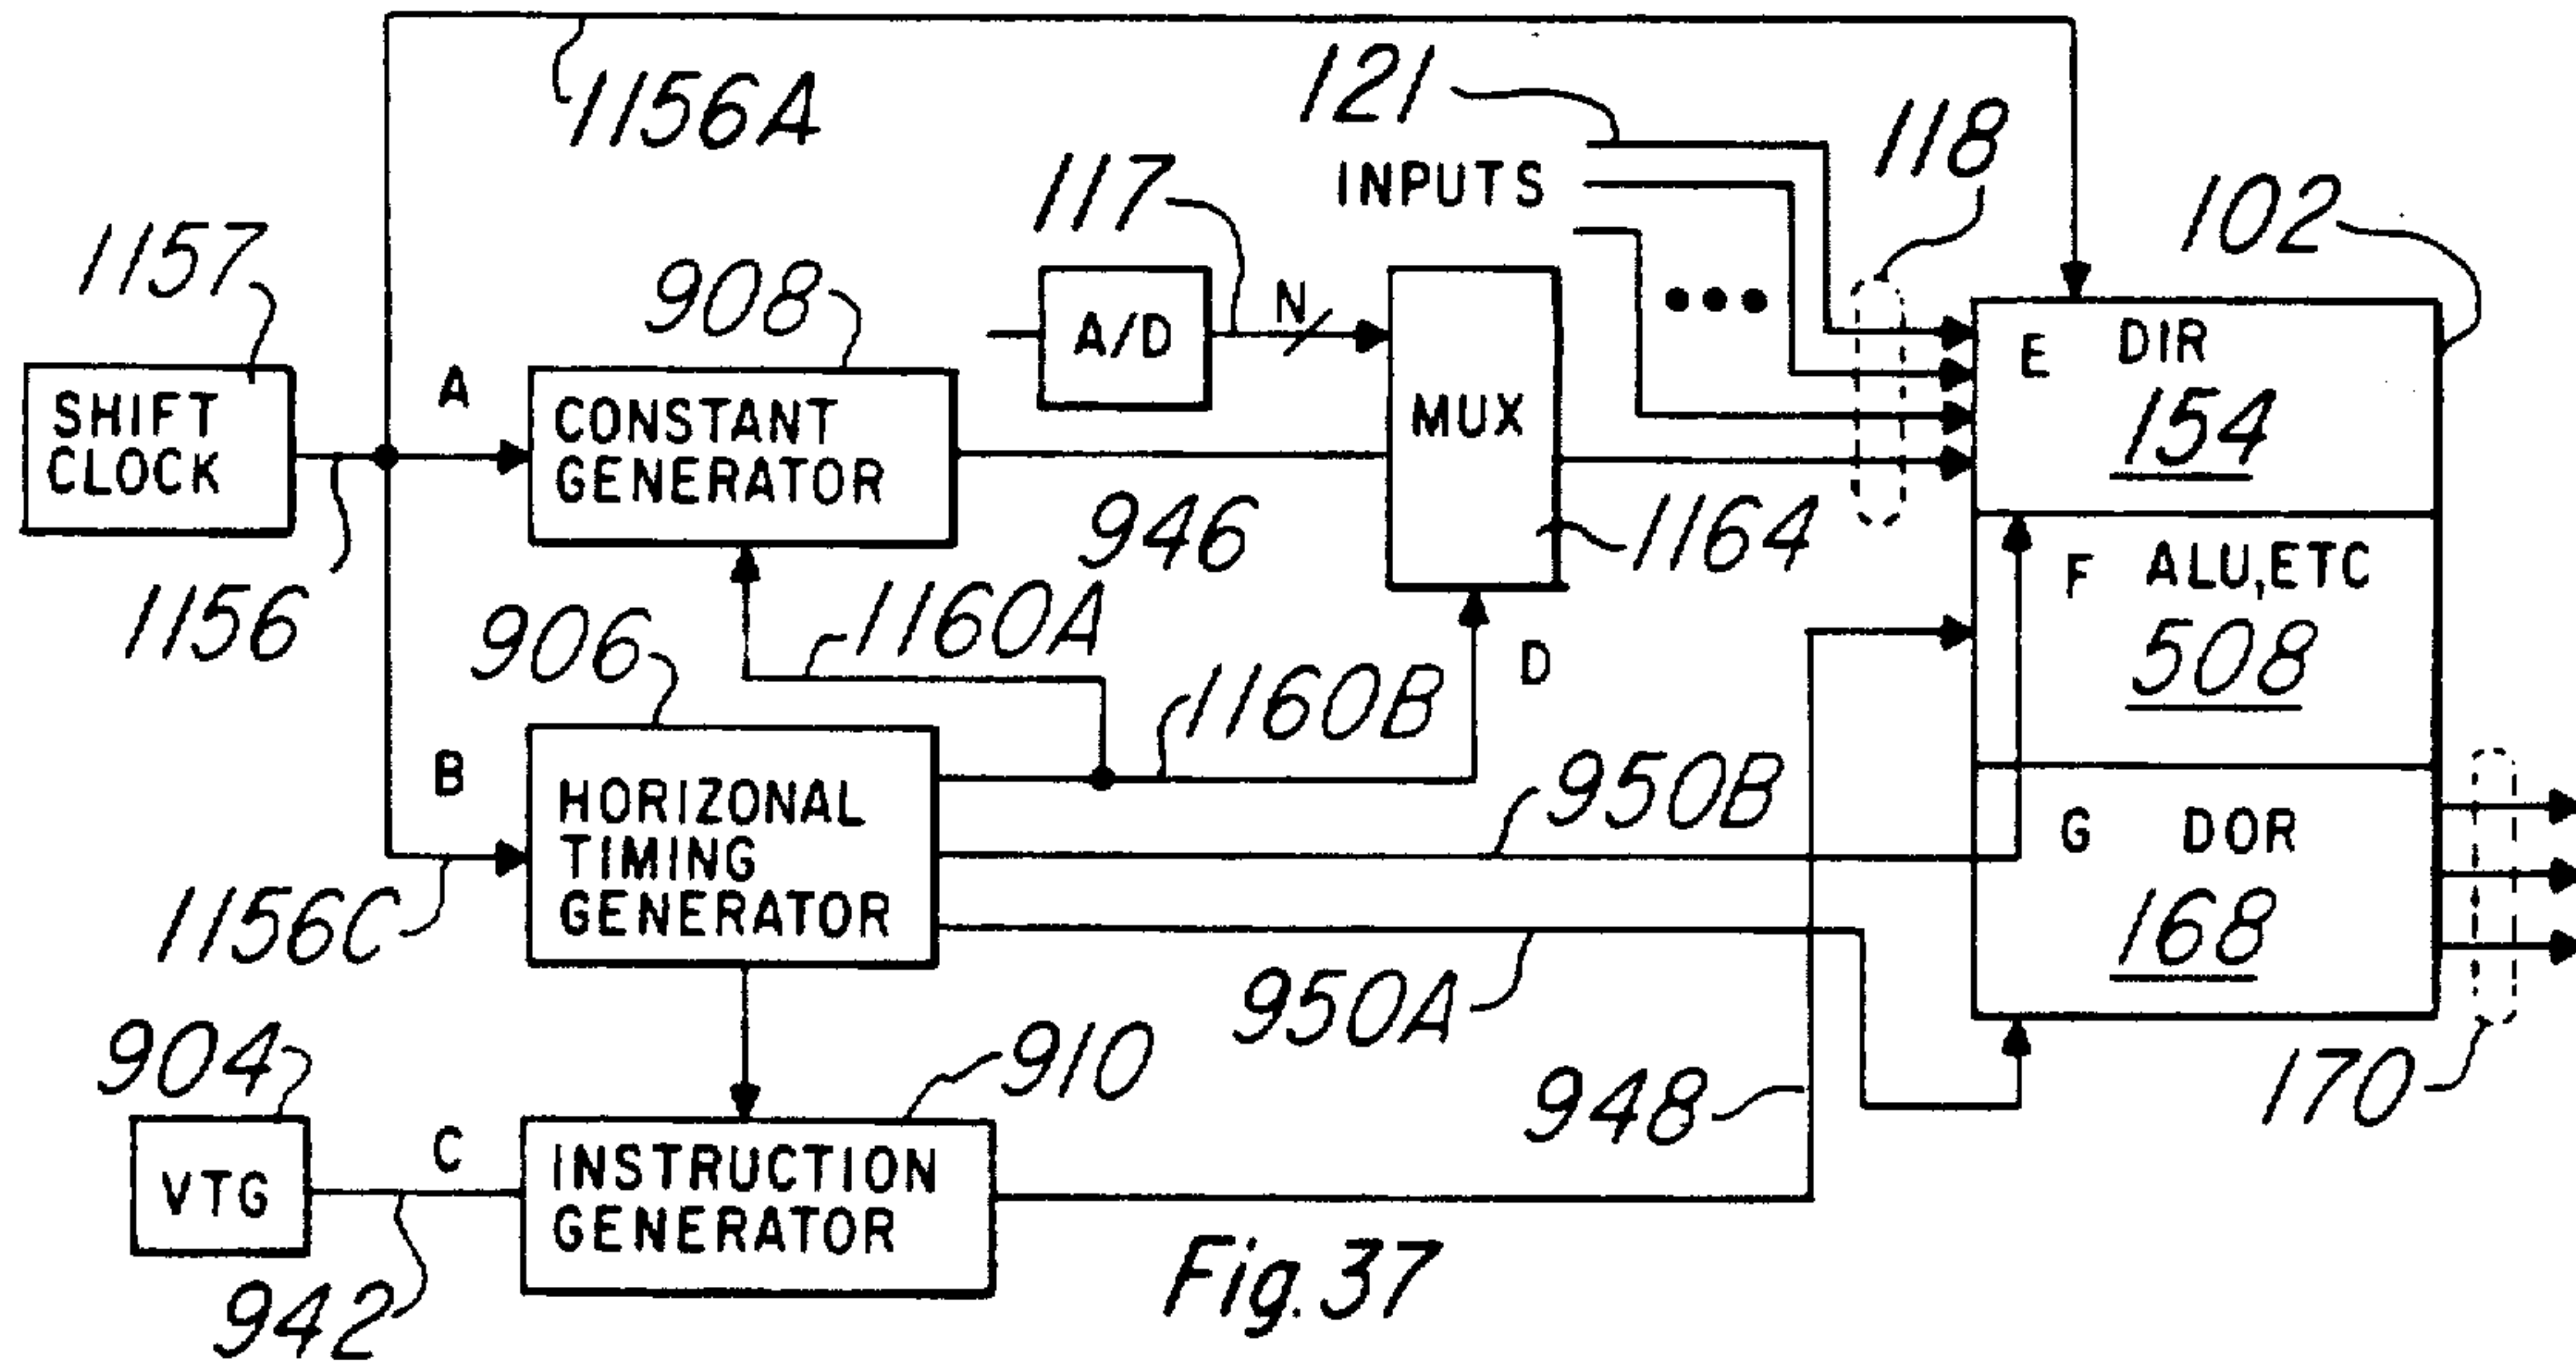 1156A
121
INPUTS
118
117
102
1157
908
N
A/D
MUX
E DIR
154
A
SHIFT
CLOCK
CONSTANT
GENERATOR
946
1164
F ALU,ETC
508
1156
906
1160A
1160B
D
B
HORIZONAL
TIMING
GENERATOR
950B
G DOR
168
1156C
950A
904
910
948
170
VTG
C
INSTRUCTION
GENERATOR
942
Fig. 37